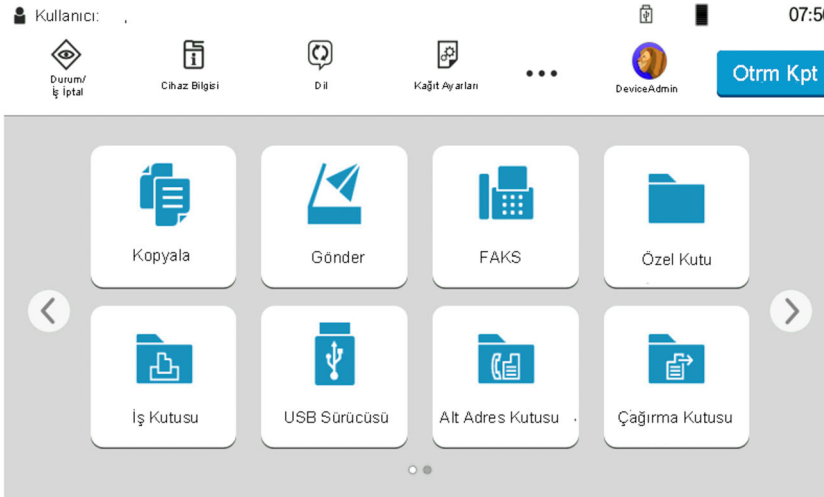 Kullanıcı: ,
07:50
Durum/
İş İptal
Cihaz Bilgisi
Dil
Kağıt Ayarları
DeviceAdmin
Otrm Kpt
Kopyala
Gönder
FAKS
Özel Kutu
İş Kutusu
USB Sürücüsü
Alt Adres Kutusu
Çağırma Kutusu